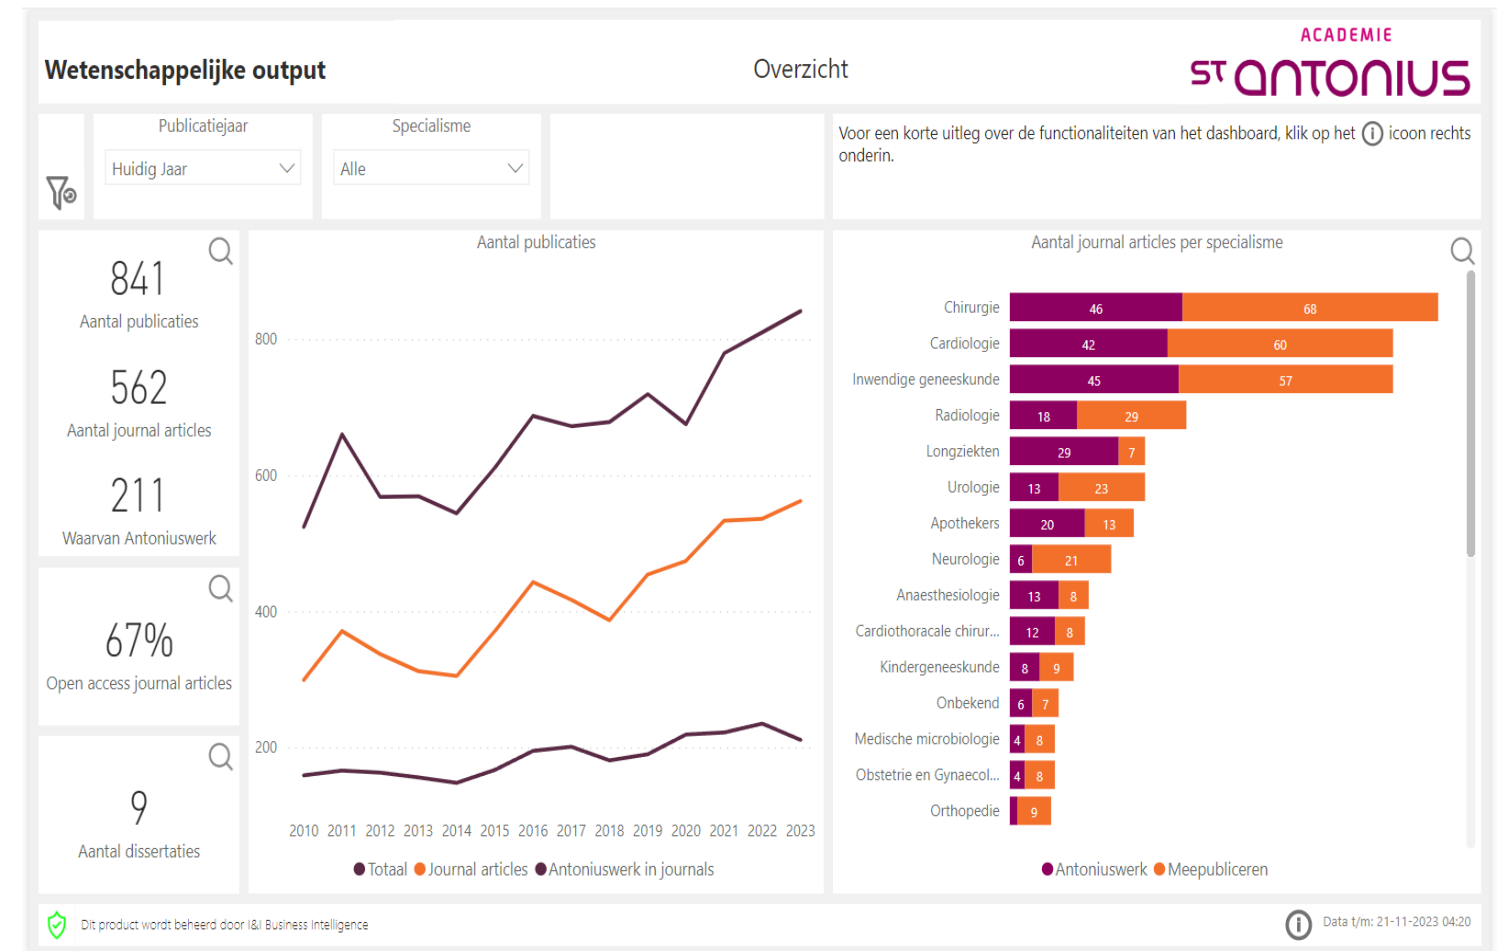 Wetenschappelijke output
Overzicht
ACADEMIE
ST ANTONIUS
Publicatiejaar
Huidig Jaar
Specialisme
Alle
Voor een korte uitleg over de functionaliteiten van het dashboard, klik op het i icoon rechts
onderin.
841
Aantal publicaties
562
Aantal journal articles
211
Waarvan Antoniuswerk
67%
Open access journal articles
9
Aantal dissertaties
Aantal publicaties
800
600
400
200
2010 2011 2012 2013 2014 2015 2016 2017 2018 2019 2020 2021 2022 2023
Totaal Journal articles Antoniuswerk in journals
Aantal journal articles per specialisme
Chirurgie 46 68
Cardiologie 42 60
Inwendige geneeskunde 45 57
Radiologie 18 29
Longziekten 29 7
Urologie 13 23
Apothekers 20 13
Neurologie 6 21
Anaesthesiologie 13 8
Cardiothoracale chirur... 12 8
Kindergeneeskunde 8 9
Onbekend 6 7
Medische microbiologie 4 8
Obstetrie en Gynaecol... 4 8
Orthopedie 9
Antoniuswerk Meepubliceren
Dit product wordt beheerd door I&I Business Intelligence
i Data t/m: 21-11-2023 04:20